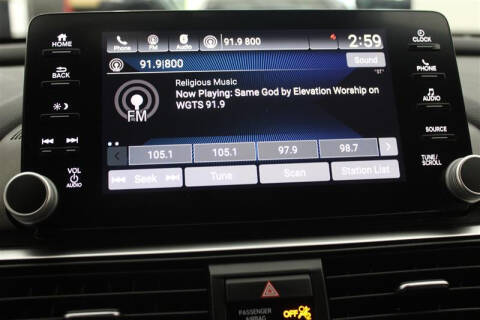 HOME
BACK
VOL
AUDIO
Phone
FM
Audio
91.9 800
2:59
91.9|800
Sound
Religious Music
Now Playing: Same God by Elevation Worship on
WGTS 91.9
FM
105.1
105.1
97.9
98.7
Seek
Tune
Scan
Station List
CLOCK
PHONE
AUDIO
SOURCE
TUNE/
SCROLL
PASSENGER
AIRBAG
OFF